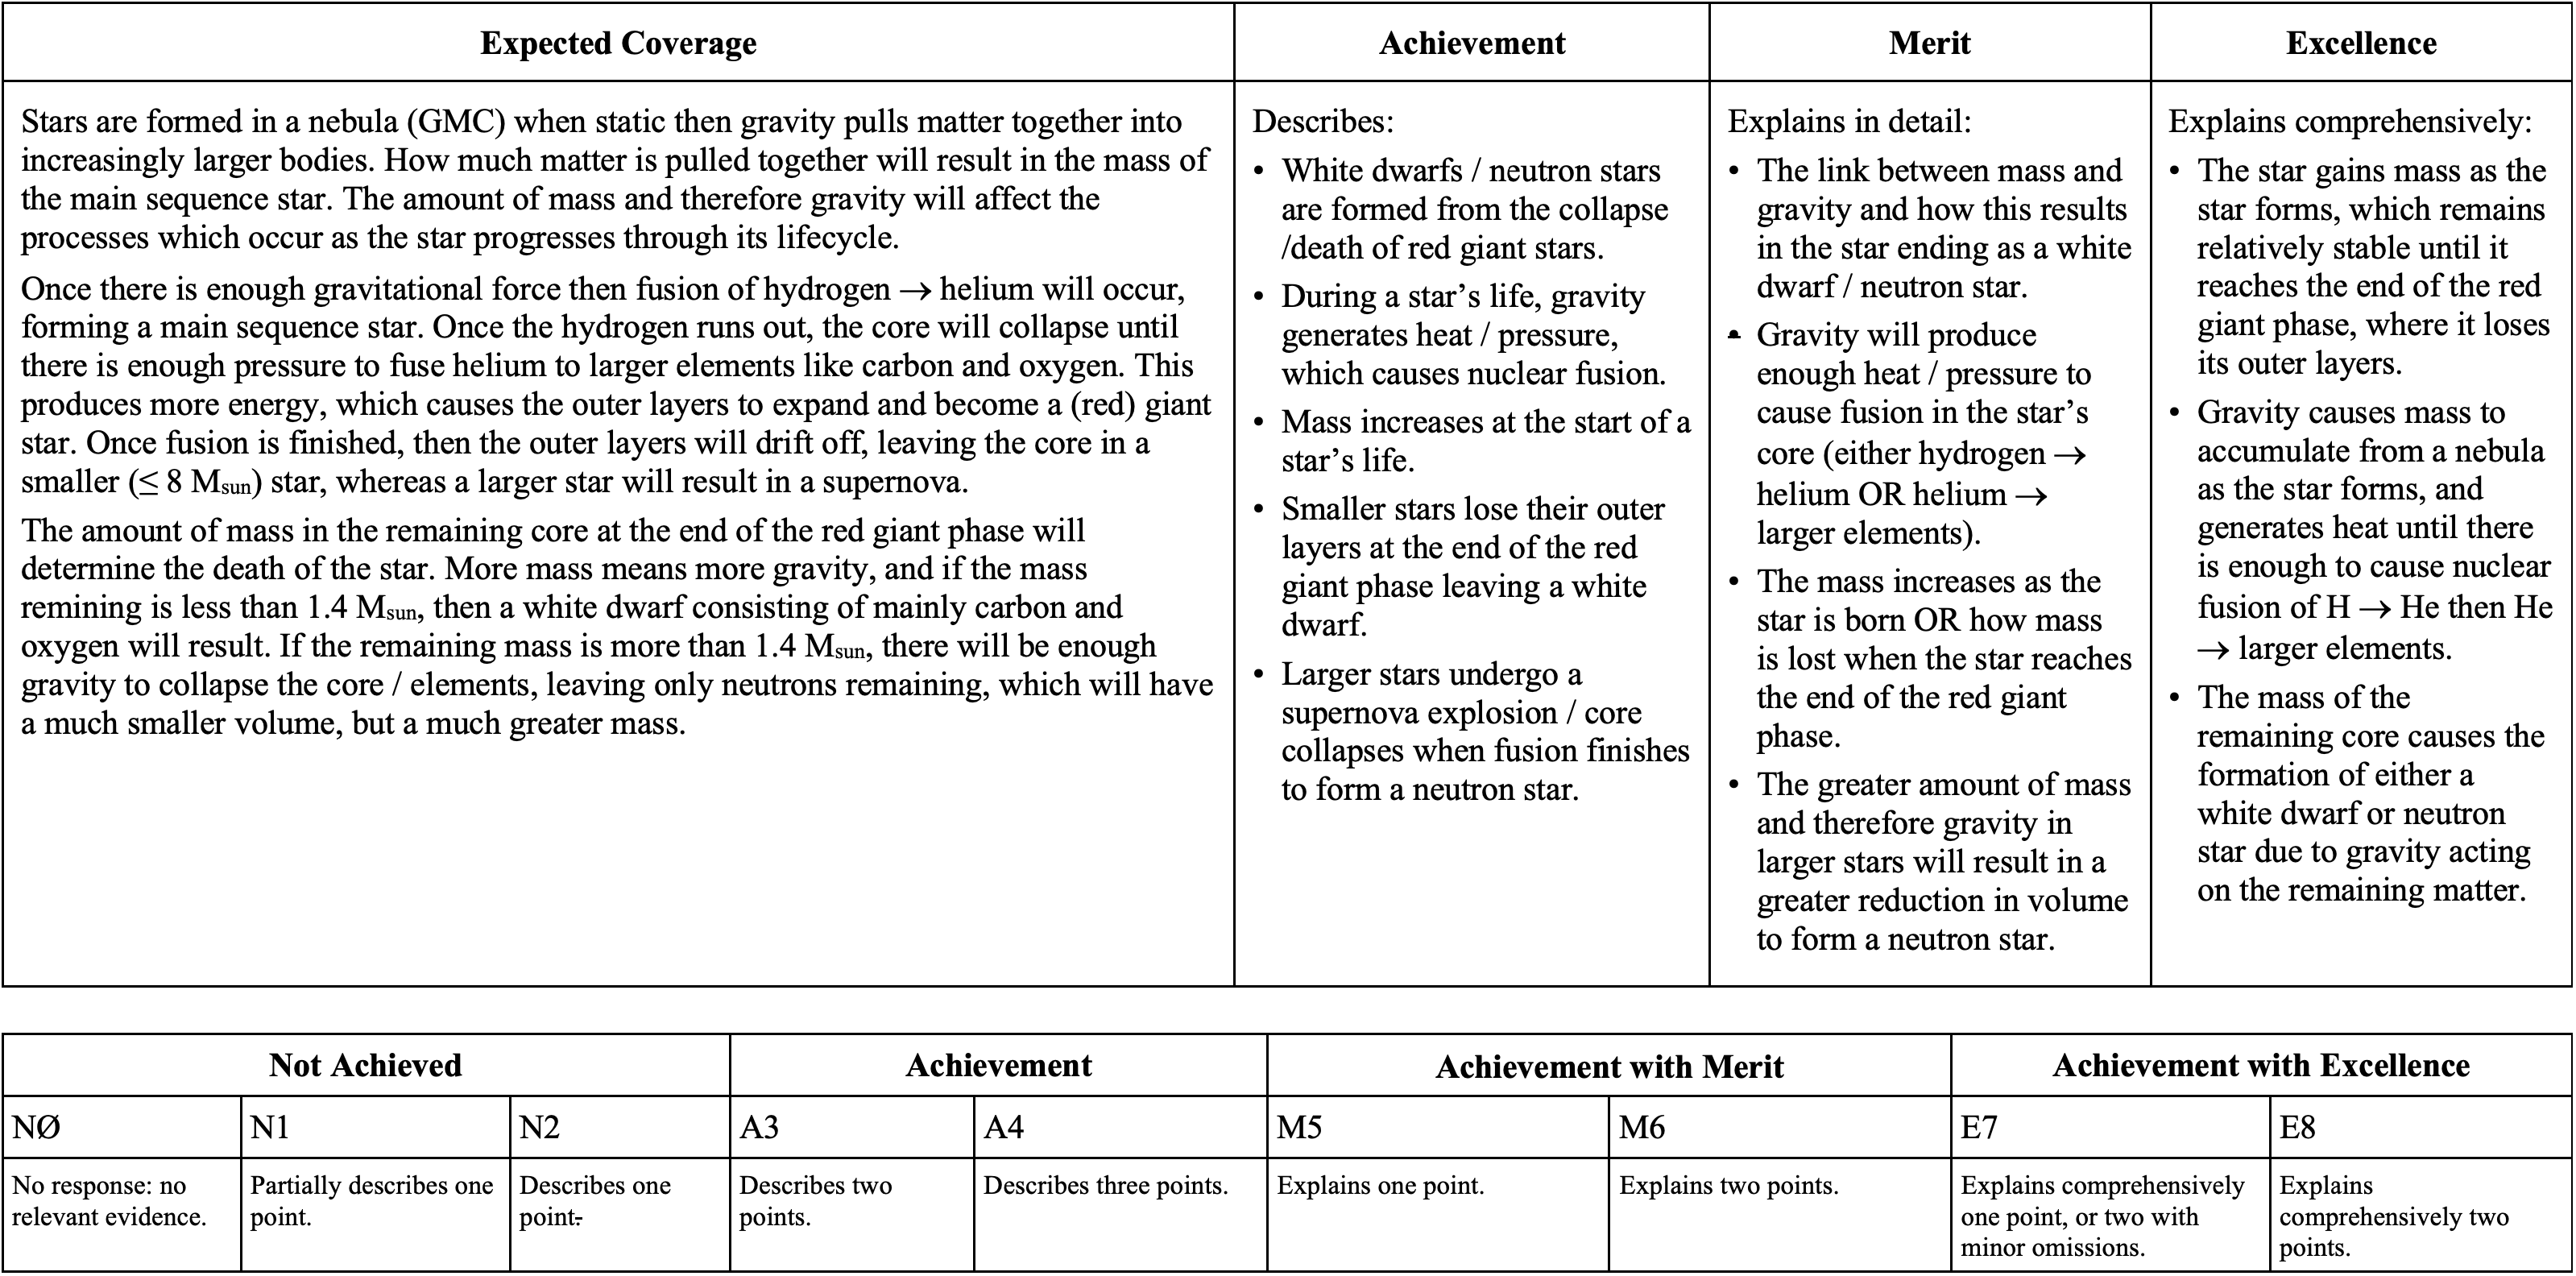 Expected Coverage
Achievement
Merit
Excellence
Stars are formed in a nebula (GMC) when static then gravity pulls matter together into
increasingly larger bodies. How much matter is pulled together will result in the mass of
the main sequence star. The amount of mass and therefore gravity will affect the
processes which occur as the star progresses through its lifecycle.
Once there is enough gravitational force then fusion of hydrogen → helium will occur,
forming a main sequence star. Once the hydrogen runs out, the core will collapse until
there is enough pressure to fuse helium to larger elements like carbon and oxygen. This
produces more energy, which causes the outer layers to expand and become a (red) giant
star. Once fusion is finished, then the outer layers will drift off, leaving the core in a
smaller (≤ 8 Msun) star, whereas a larger star will result in a supernova.
The amount of mass in the remaining core at the end of the red giant phase will
determine the death of the star. More mass means more gravity, and if the mass
remining is less than 1.4 Msun, then a white dwarf consisting of mainly carbon and
oxygen will result. If the remaining mass is more than 1.4 Msun, there will be enough
gravity to collapse the core / elements, leaving only neutrons remaining, which will have
a much smaller volume, but a much greater mass.
Describes:
• White dwarfs / neutron stars
are formed from the collapse
/death of red giant stars.
• During a star's life, gravity
generates heat / pressure,
which causes nuclear fusion.
• Mass increases at the start of a
star's life.
• Smaller stars lose their outer
layers at the end of the red
giant phase leaving a white
dwarf.
• Larger stars undergo a
supernova explosion / core
collapses when fusion finishes
to form a neutron star.
Explains in detail:
• The link between mass and
gravity and how this results
in the star ending as a white
dwarf / neutron star.
• Gravity will produce
enough heat / pressure to
cause fusion in the star's
core (either hydrogen →
helium OR helium →
larger elements).
• The mass increases as the
star is born OR how mass
is lost when the star reaches
the end of the red giant
phase.
• The greater amount of mass
and therefore gravity in
larger stars will result in a
greater reduction in volume
to form a neutron star.
Explains comprehensively:
• The star gains mass as the
star forms, which remains
relatively stable until it
reaches the end of the red
giant phase, where it loses
its outer layers.
• Gravity causes mass to
accumulate from a nebula
as the star forms, and
generates heat until there
is enough to cause nuclear
fusion of H → He then He
→ larger elements.
• The mass of the
remaining core causes the
formation of either a
white dwarf or neutron
star due to gravity acting
on the remaining matter.
Not Achieved
Achievement
Achievement with Merit
Achievement with Excellence
NØ
N1
N2
A3
A4
M5
M6
E7
E8
No response: no
relevant evidence.
Partially describes one
point.
Describes one
point.
Describes two
points.
Describes three points.
Explains one point.
Explains two points.
Explains comprehensively
one point, or two with
minor omissions.
Explains
comprehensively two
points.